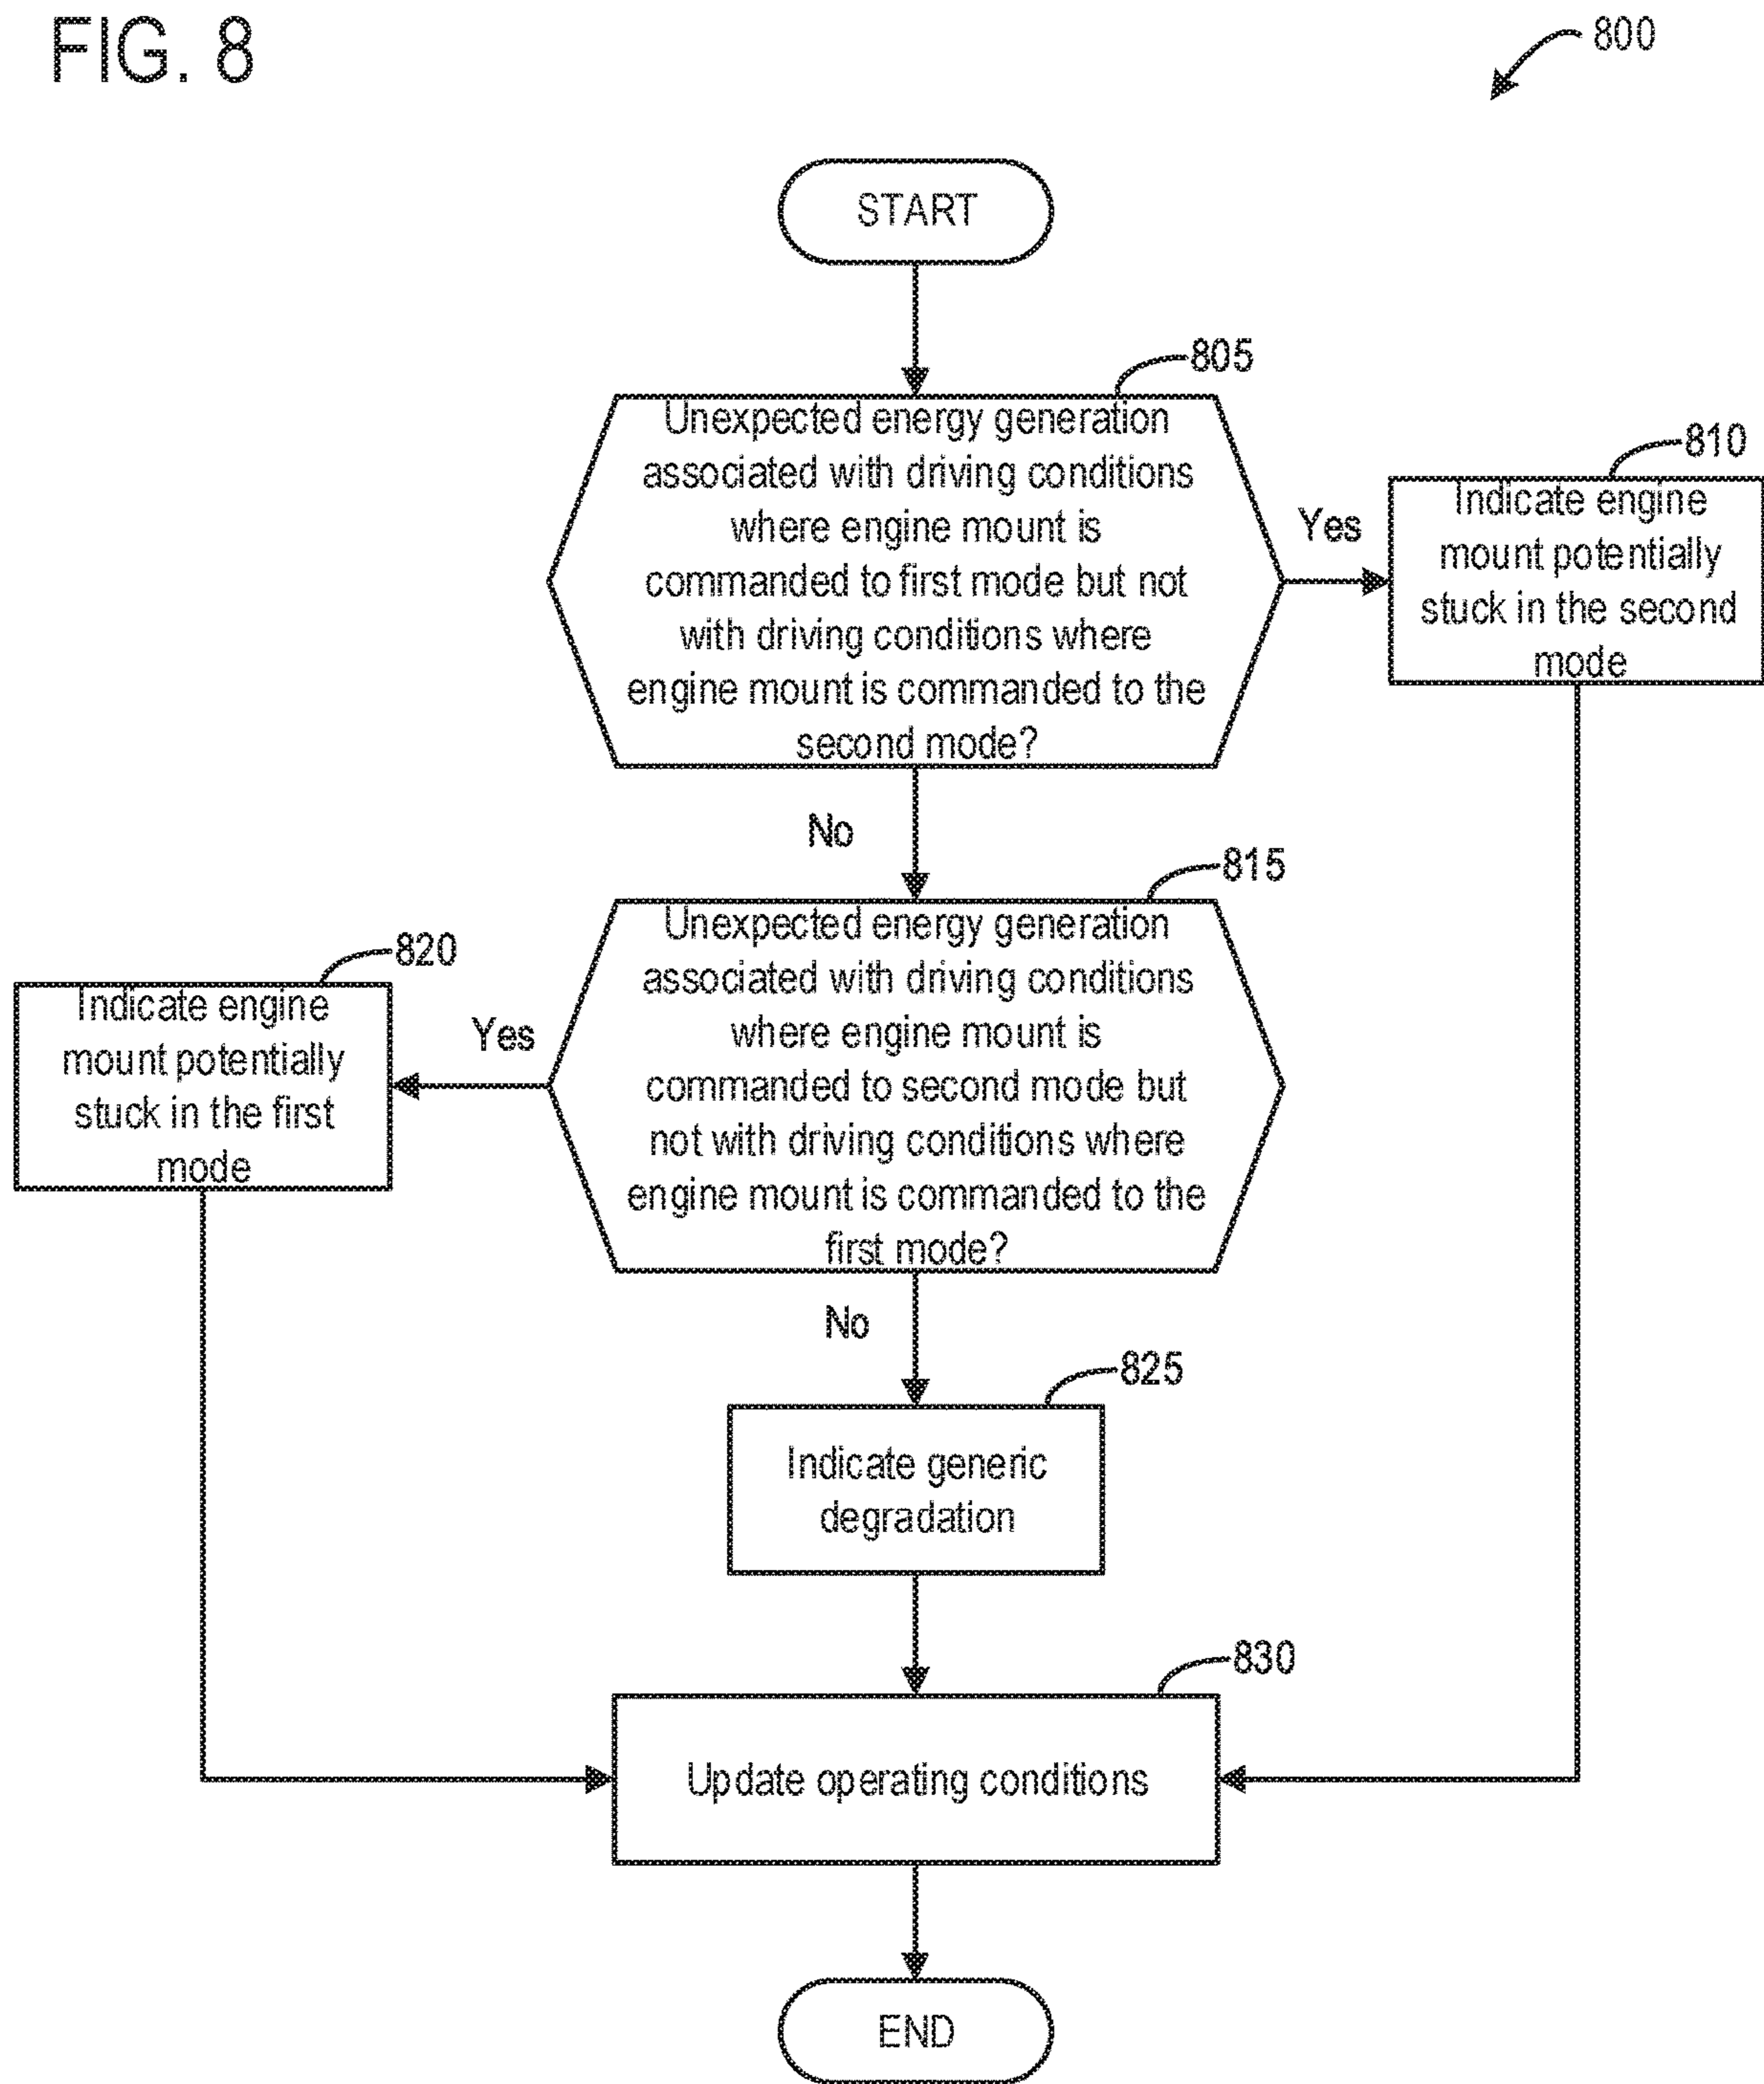 FIG. 8
800
START
805
Unexpected energy generation
associated with driving conditions
where engine mount is
commanded to first mode but not
with driving conditions where
engine mount is commanded to the
second mode?
Yes
810
Indicate engine
mount potentially
stuck in the second
mode
No
815
Unexpected energy generation
associated with driving conditions
where engine mount is
commanded to second mode but
not with driving conditions where
engine mount is commanded to the
first mode?
Yes
820
Indicate engine
mount potentially
stuck in the first
mode
No
825
Indicate generic
degradation
830
Update operating conditions
END